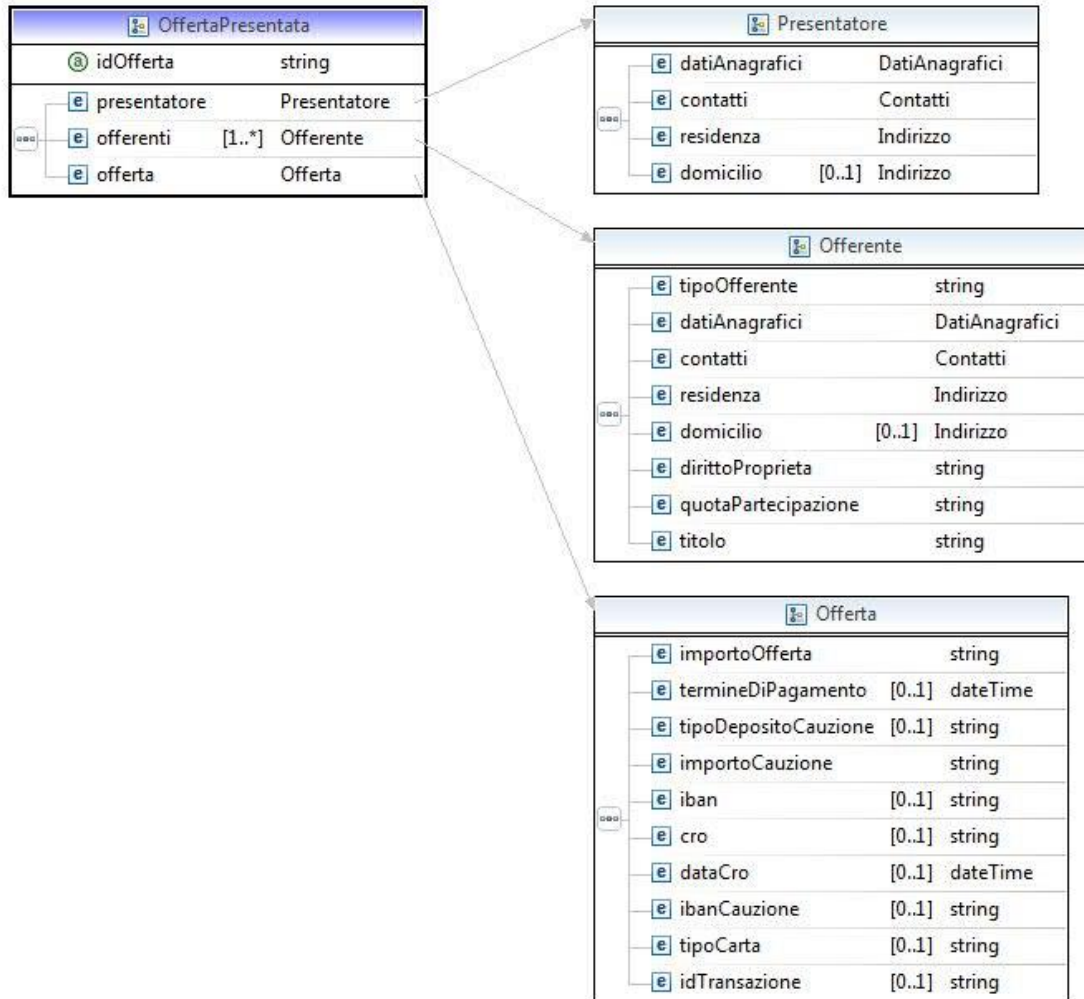 OffertaPresentata
a idOfferta string
e presentatore Presentatore
e offerenti [1..*] Offerente
e offerta Offerta
Presentatore
e datiAnagrafici DatiAnagrafici
e contatti Contatti
e residenza Indirizzo
e domicilio [0..1] Indirizzo
Offerente
e tipoOfferente string
e datiAnagrafici DatiAnagrafici
e contatti Contatti
e residenza Indirizzo
e domicilio [0..1] Indirizzo
e dirittoProprieta string
e quotaPartecipazione string
e titolo string
Offerta
e importoOfferta string
e termineDiPagamento [0..1] dateTime
e tipoDepositoCauzione [0..1] string
e importoCauzione string
e iban [0..1] string
e cro [0..1] string
e dataCro [0..1] dateTime
e ibanCauzione [0..1] string
e tipoCarta [0..1] string
e idTransazione [0..1] string